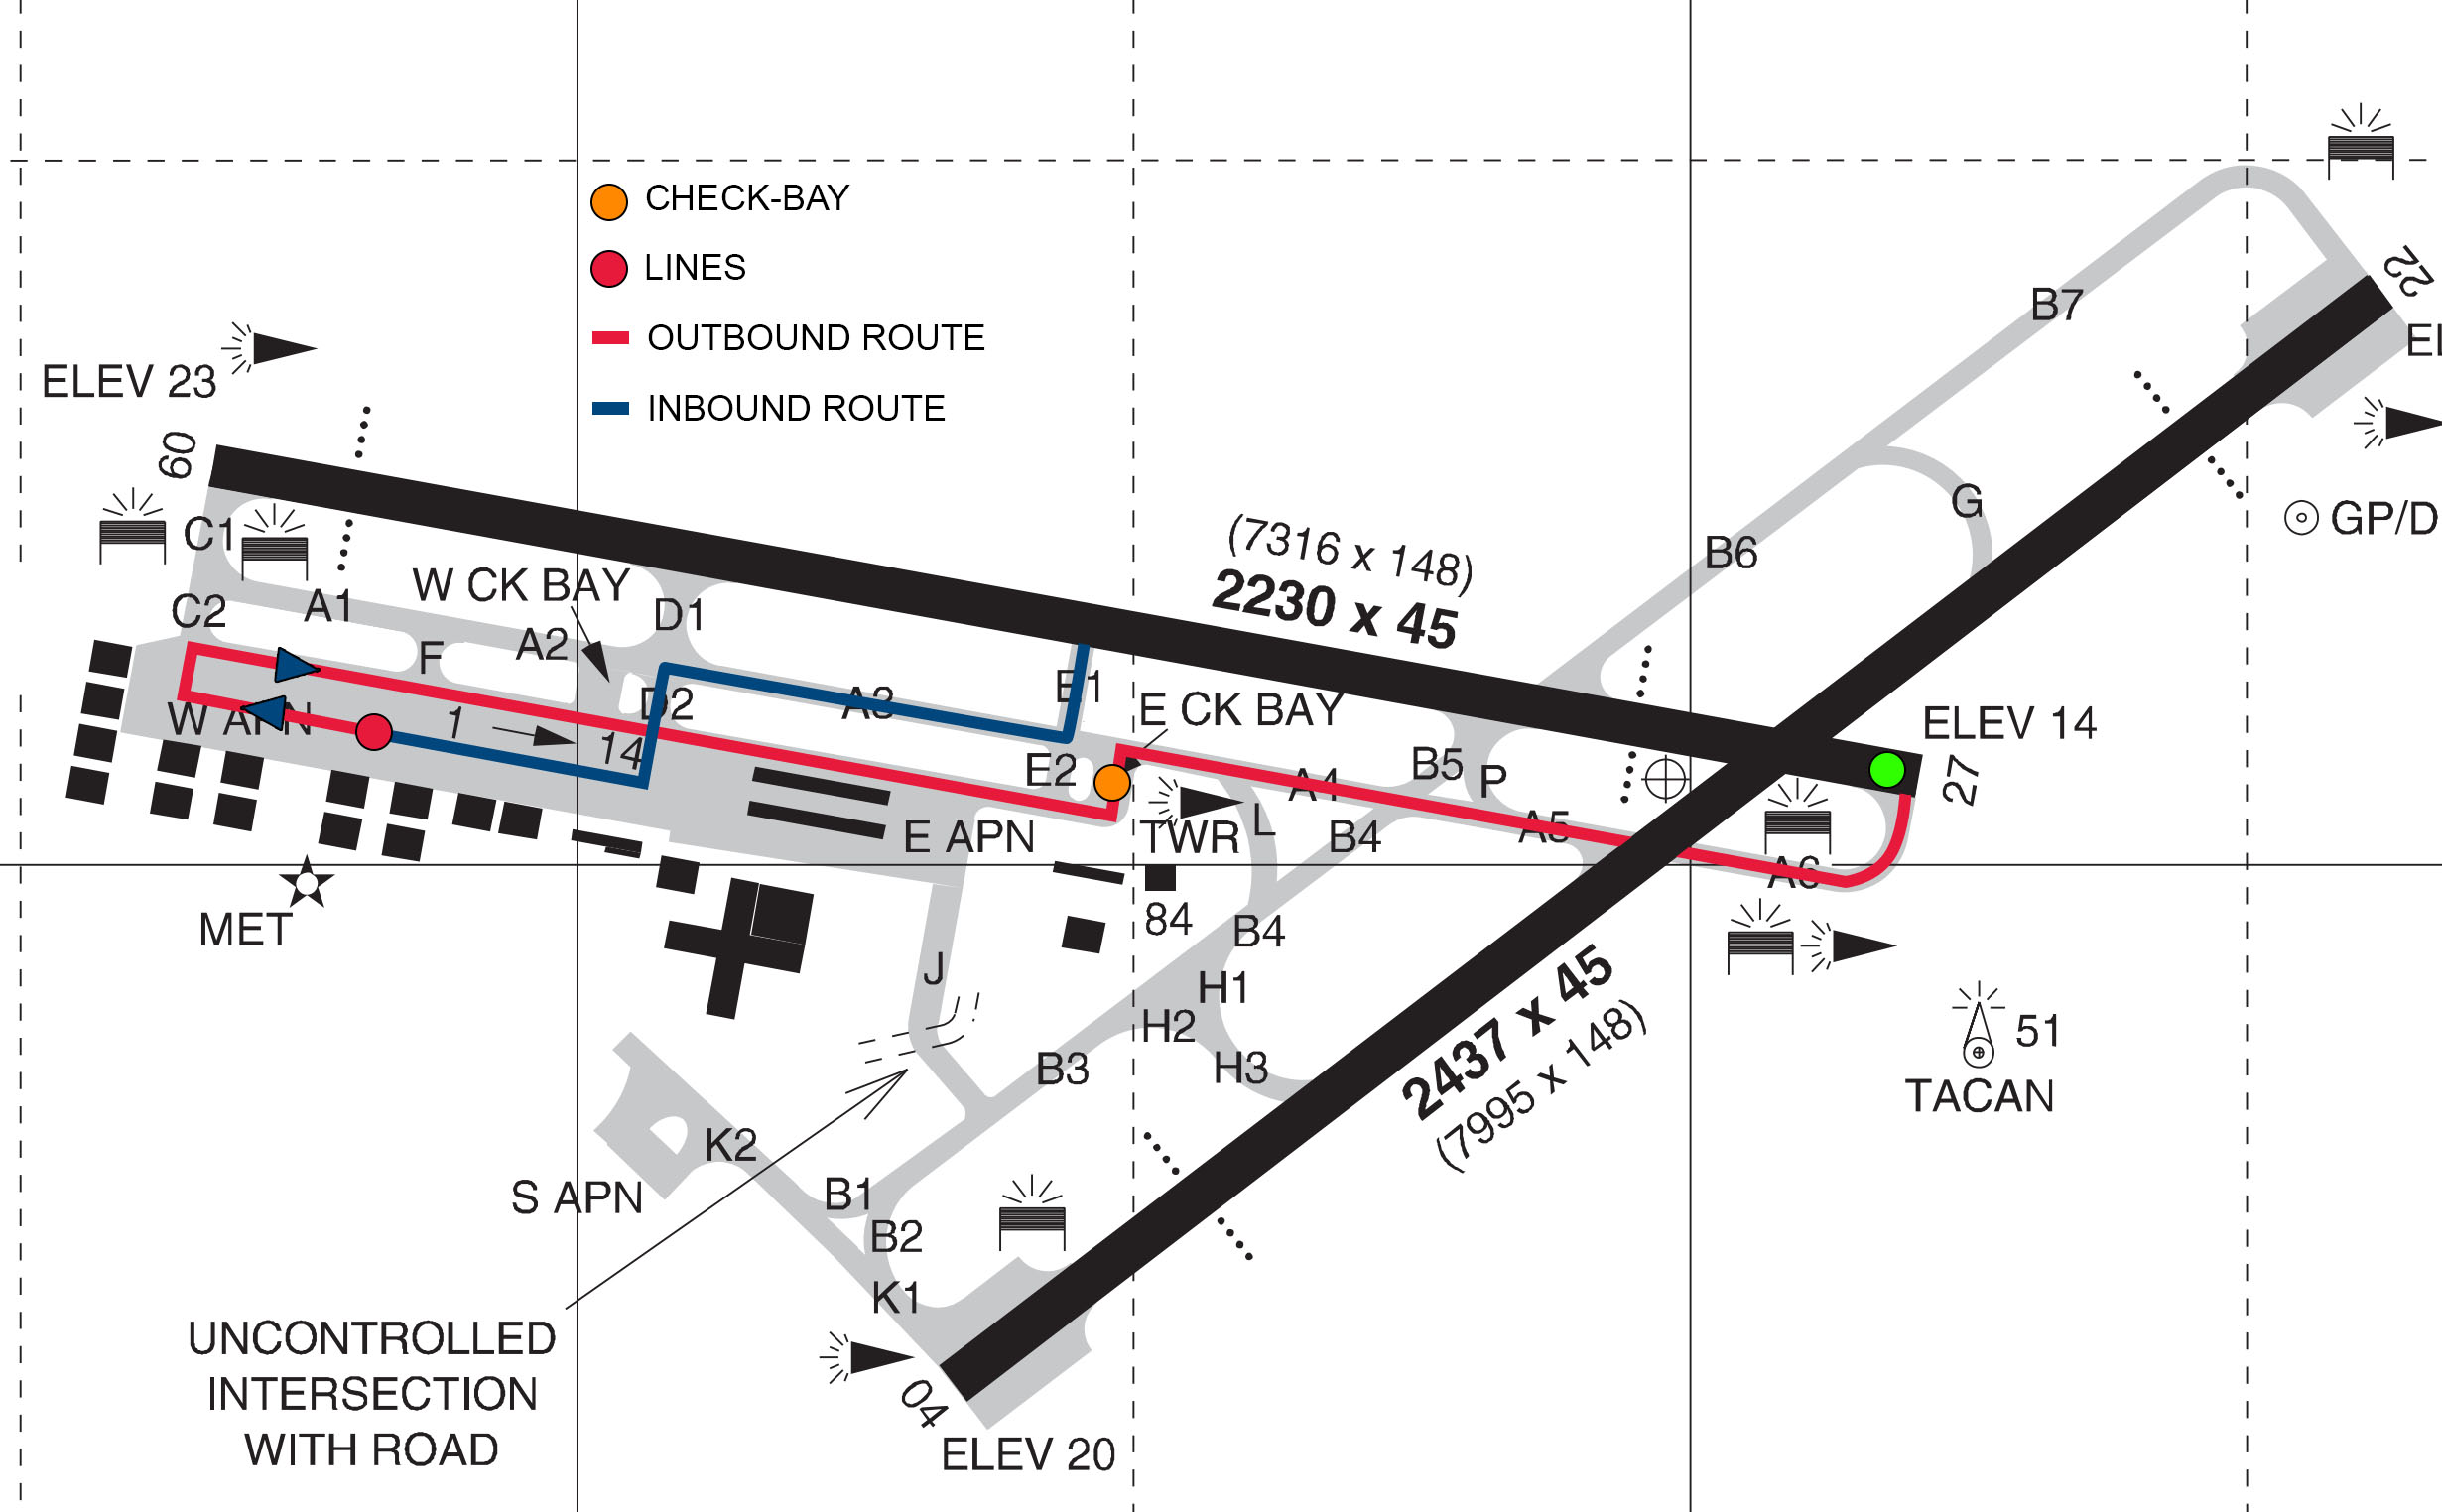 CHECK-BAY
LINES
OUTBOUND ROUTE
INBOUND ROUTE
22
B7
EL
ELEV 23
09
C1
W CK BAY
C2
A1
F
A2
D1
D2
A3
E1
(7316 x 148)
2230 x 45
G
GP/D
B6
E CK BAY
ELEV 14
27
W APN
1
14
E2
A4
B5
P
A5
A6
TWR
L
B4
E APN
84
B4
MET
J
H1
H2
H3
B3
2437 x 45
(7995 x 148)
51
TACAN
K2
S APN
B1
B2
K1
04
ELEV 20
UNCONTROLLED
INTERSECTION
WITH ROAD